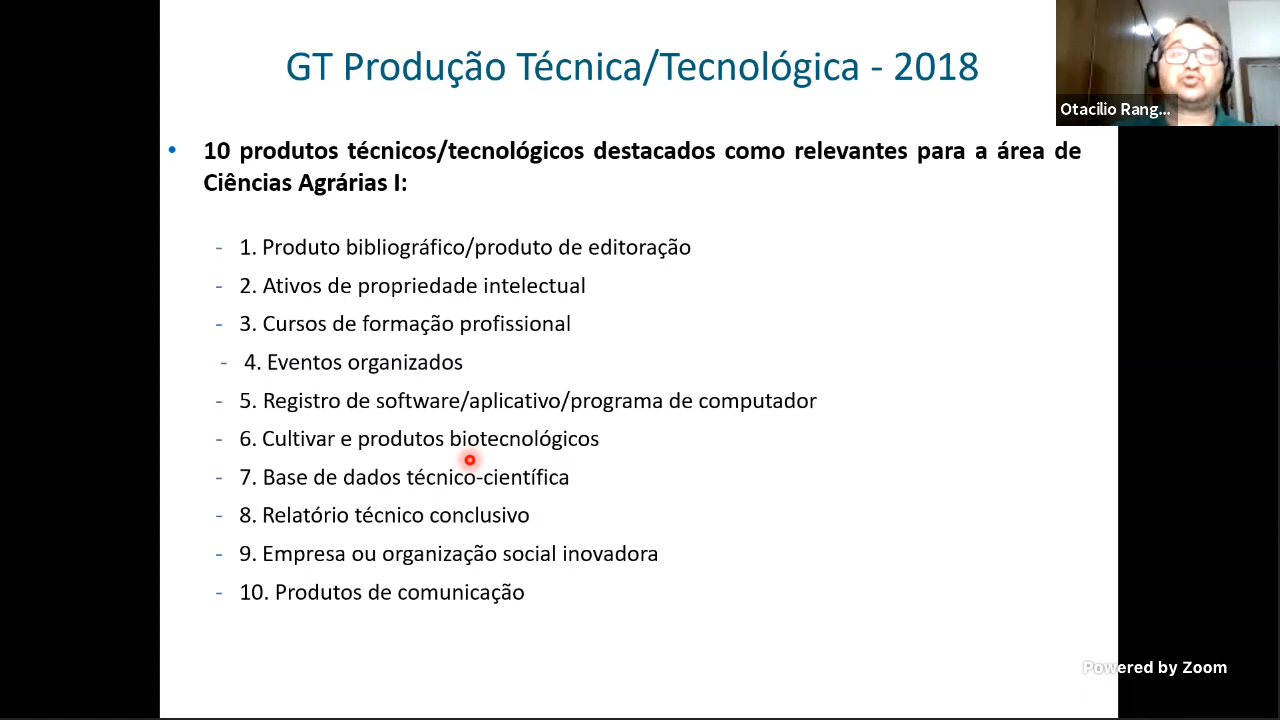 GT Produção Técnica/Tecnológica - 2018
Otacilio Rang...
• 10 produtos técnicos/tecnológicos destacados como relevantes para a área de
Ciências Agrárias I:
- 1. Produto bibliográfico/produto de editoração
- 2. Ativos de propriedade intelectual
- 3. Cursos de formação profissional
- 4. Eventos organizados
- 5. Registro de software/aplicativo/programa de computador
- 6. Cultivar e produtos biotecnológicos
- 7. Base de dados técnico-científica
- 8. Relatório técnico conclusivo
- 9. Empresa ou organização social inovadora
- 10. Produtos de comunicação
Powered by Zoom